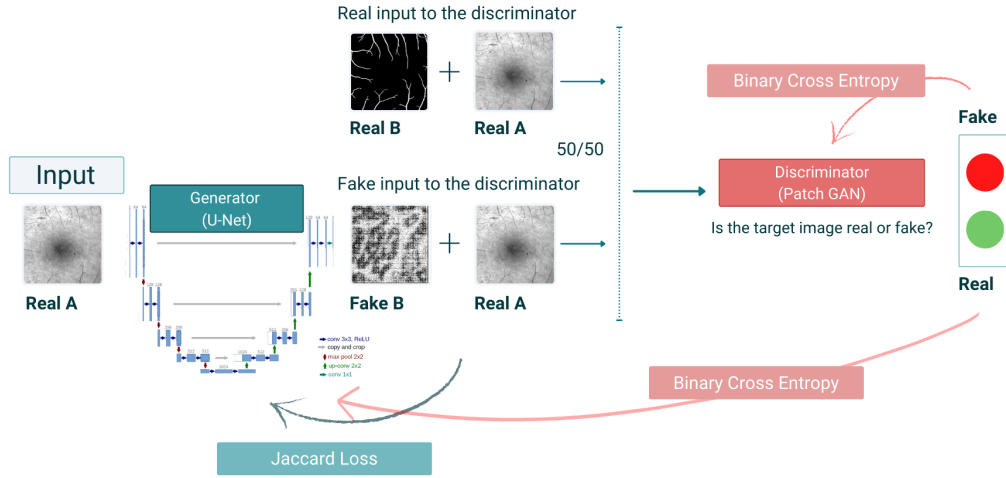 Real input to the discriminator
Real B
Real A
50/50
Input
Real A
Generator
(U-Net)
Fake input to the discriminator
Fake B
Real A
conv 3x3, ReLU
copy and crop
max pool 2x2
up-conv 2x2
conv 1x1
Binary Cross Entropy
Discriminator
(Patch GAN)
Is the target image real or fake?
Fake
Real
Binary Cross Entropy
Jaccard Loss